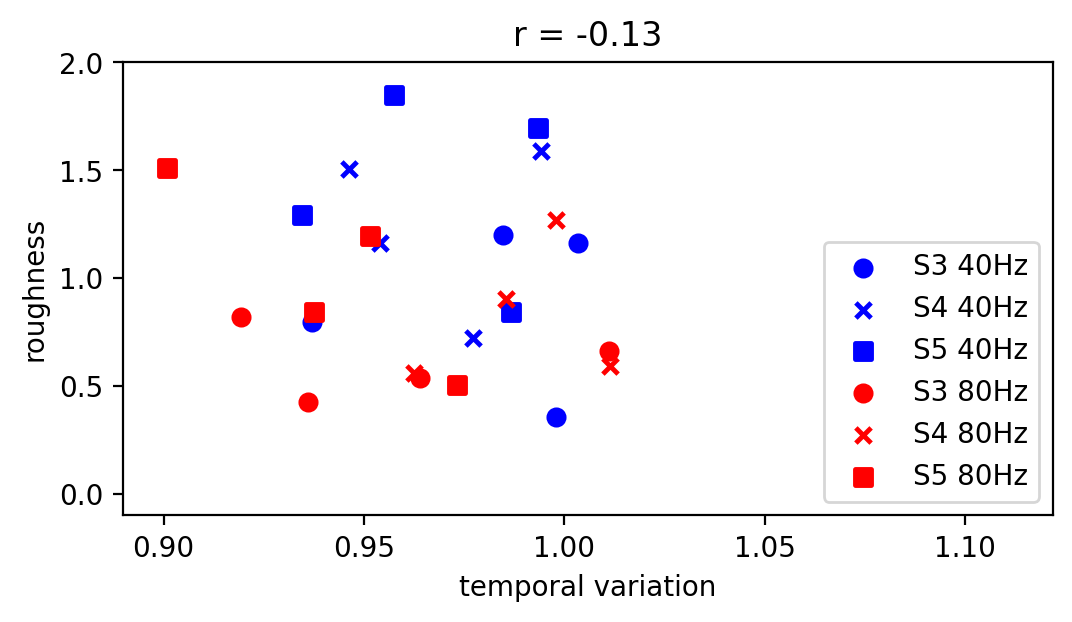 r = -0.13
roughness
2.0
1.5
1.0
0.5
0.0
0.90
0.95
1.00
1.05
1.10
temporal variation
S3 40Hz
S4 40Hz
S5 40Hz
S3 80Hz
S4 80Hz
S5 80Hz